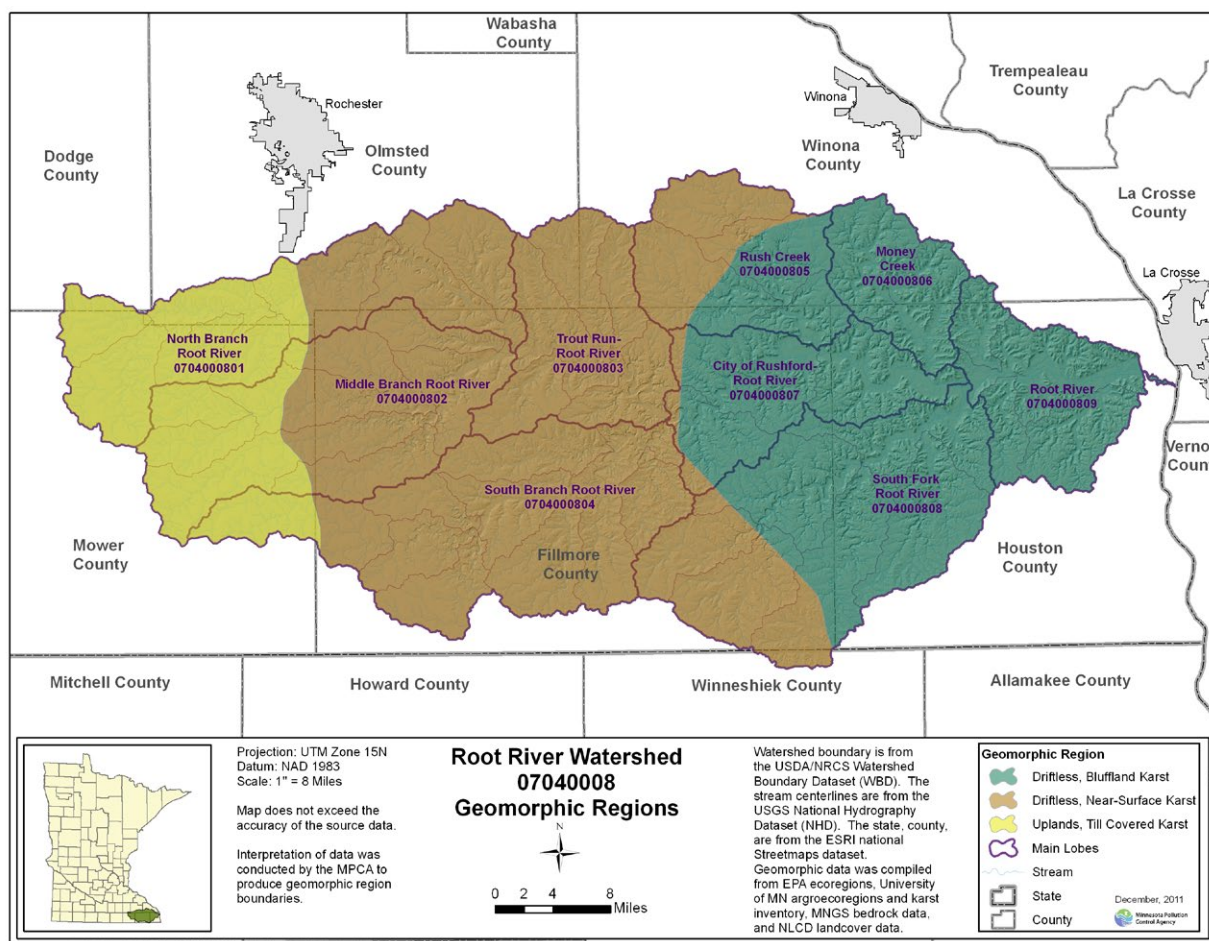 Wabasha
County
Trempealeau
County
Rochester
Winona
Dodge
County
Olmsted
County
Winona
County
La Crosse
County
Rush Creek
0704000805
Money
Creek
0704000806
La Crosse
North Branch
Root River
0704000801
Trout Run-
Root River
0704000803
Middle Branch Root River
0704000802
City of Rushford-
Root River
0704000807
Root River
0704000809
Vernon
County
South Branch Root River
0704000804
South Fork
Root River
0704000808
Mower
County
Fillmore
County
Houston
County
Mitchell County
Howard County
Winneshiek County
Allamakee County
Projection: UTM Zone 15N
Datum: NAD 1983
Scale: 1" = 8 Miles
Map does not exceed the
accuracy of the source data.
Interpretation of data was
conducted by the MPCA to
produce geomorphic region
boundaries.
Root River Watershed
07040008
Geomorphic Regions
N
0 4 8
Miles
Watershed boundary is from
the USDA/NRCS Watershed
Boundary Dataset (WBD). The
stream centerlines are from the
USGS National Hydrography
Dataset (NHD). The state, county,
are from the ESRI national
Streetmaps dataset.
Geomorphic data was compiled
from EPA ecoregions, University
of MN argroecoregions and karst
inventory, MNGS bedrock data,
and NLCD landcover data.
Geomorphic Region
Driftless, Bluffland Karst
Driftless, Near-Surface Karst
Uplands, Till Covered Karst
Main Lobes
Stream
State
County
December, 2011
Minnesota Pollution
Control Agency